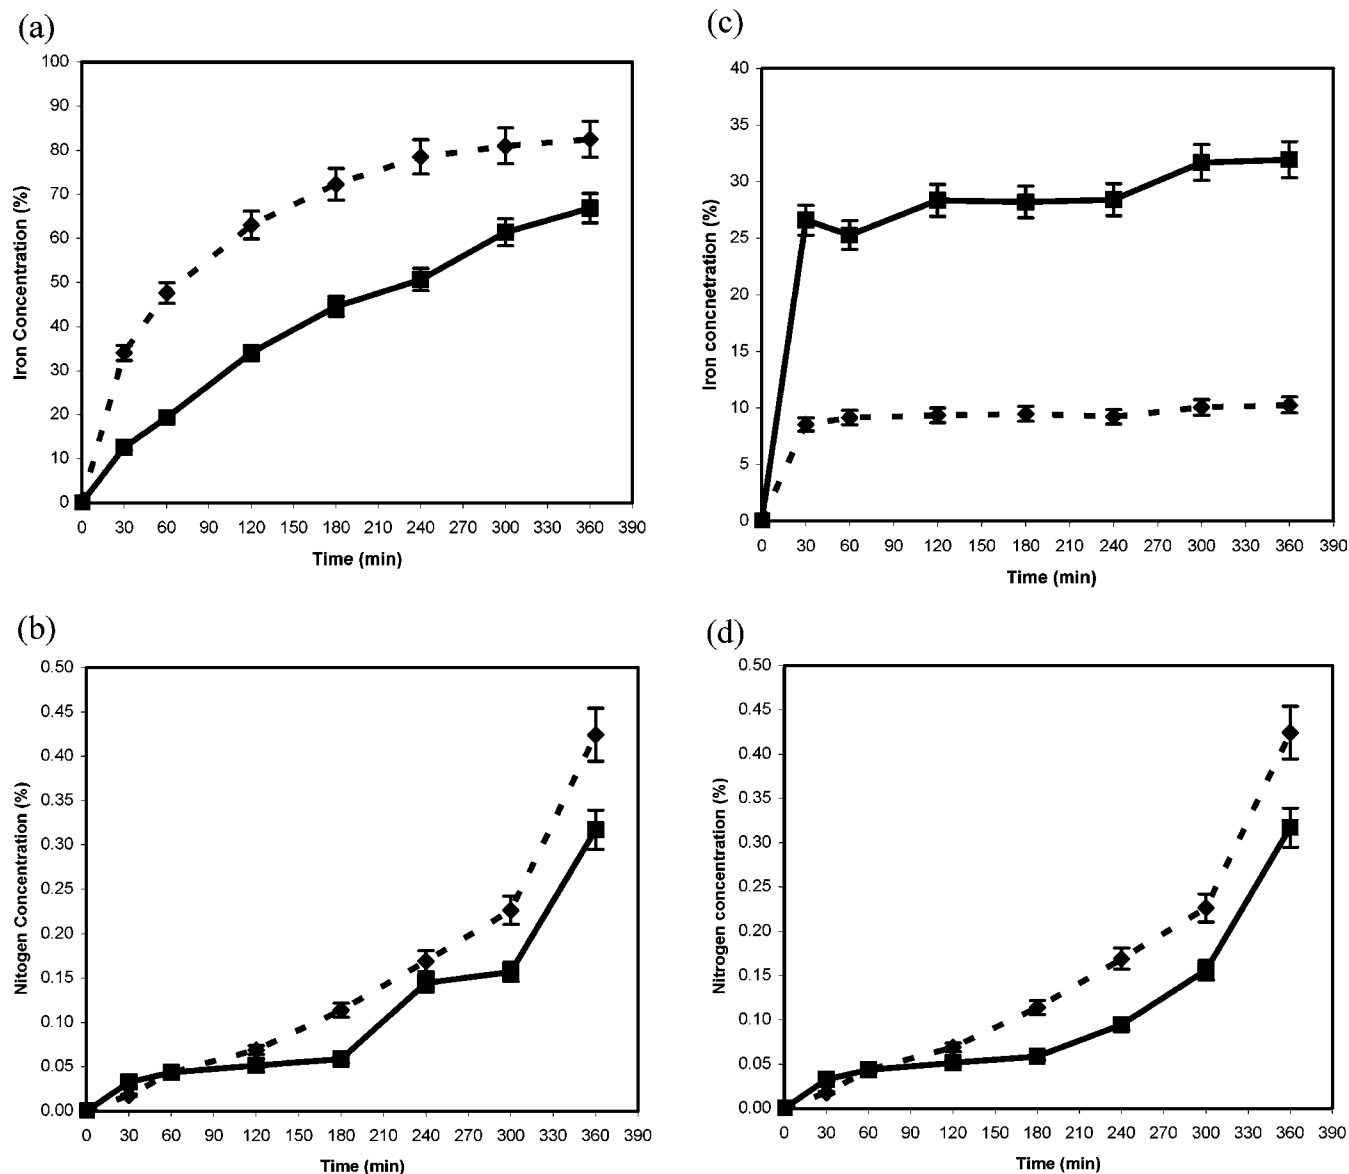 (a)
100
90
80
70
60
50
40
30
20
10
0
Iron Concentration (%)
0 30 60 90 120 150 180 210 240 270 300 330 360 390
Time (min)
(c)
40
35
30
25
20
15
10
5
0
Iron concnetration (%)
0 30 60 90 120 150 180 210 240 270 300 330 360 390
Time (min)
(b)
0.50
0.45
0.40
0.35
0.30
0.25
0.20
0.15
0.10
0.05
0.00
Nitogen Concentration (%)
0 30 60 90 120 150 180 210 240 270 300 330 360 390
Time (min)
(d)
0.50
0.45
0.40
0.35
0.30
0.25
0.20
0.15
0.10
0.05
0.00
Nitrogen concentration (%)
0 30 60 90 120 150 180 210 240 270 300 330 360 390
Time (min)